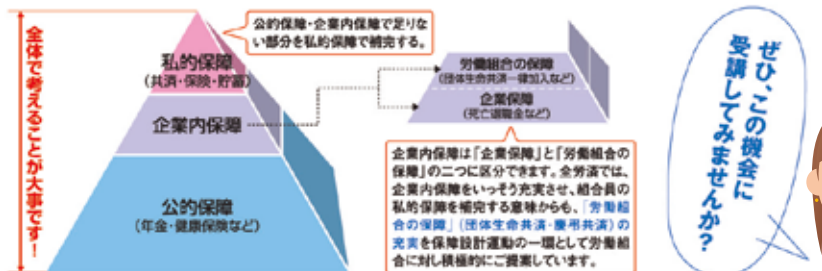 全体で考えることが大事です！
公的保障・企業内保障で足りな
い部分を私的保障で補完する。
私的保障
（共済・保険・貯蓄）
企業内保障
公的保障
（年金・健康保険など）
労働組合の保障
（団体生命共済一律加入など）
企業保障
（死亡退職金など）
企業内保障は「企業保障」と「労働組合の
保障」の二つに区分できます。全労済では、
企業内保障をいっそう充実させ、組合員の
私的保障を補完する意味からも、「労働組
合の保障」（団体生命共済・慶弔共済）の
充実を保障設計運動の一環として労働組
合に対し積極的にご提案しています。
ぜひ、この機会に
受講してみませんか？